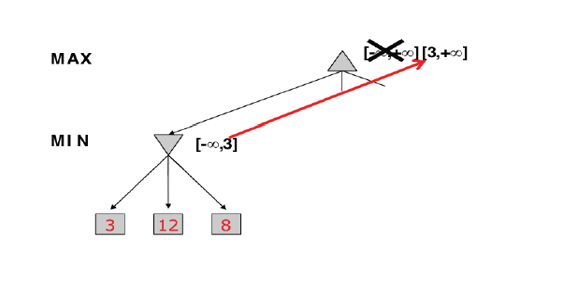 MAX [-∞,+∞] [3,+∞]
MIN [-∞,3]
3 12 8